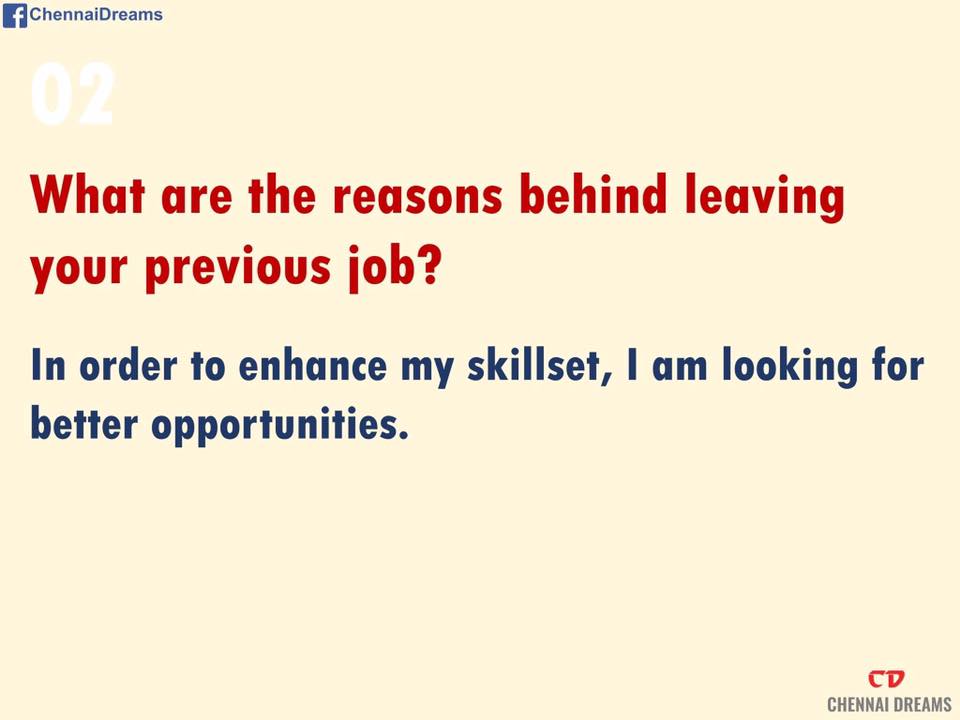 ChennaiDreams
02
What are the reasons behind leaving
your previous job?
In order to enhance my skillset, I am looking for
better opportunities.
CD
CHENNAI DREAMS